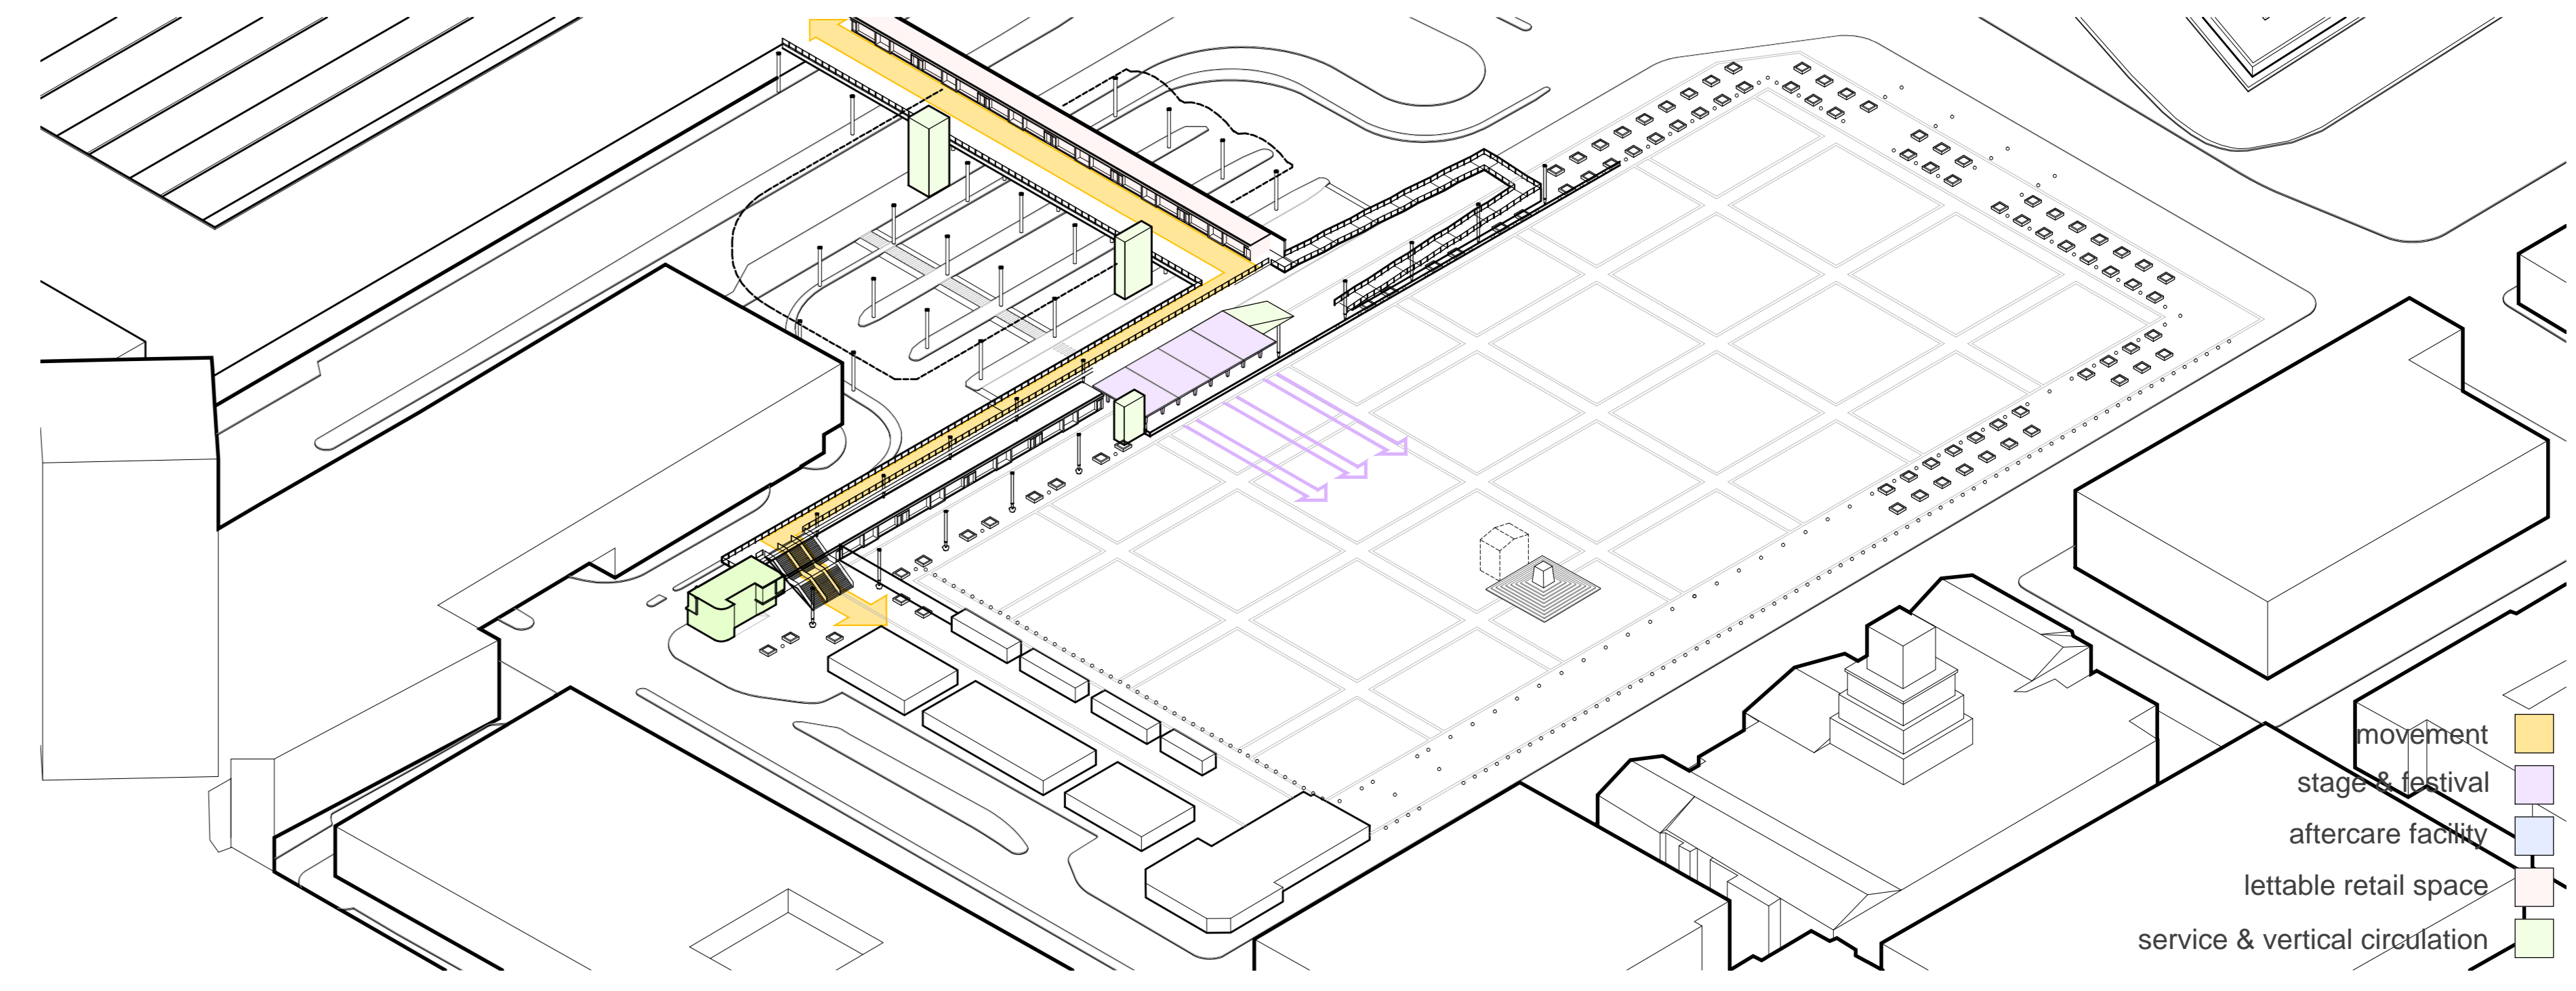 movement
stage & festival
aftercare facility
lettable retail space
service & vertical circulation